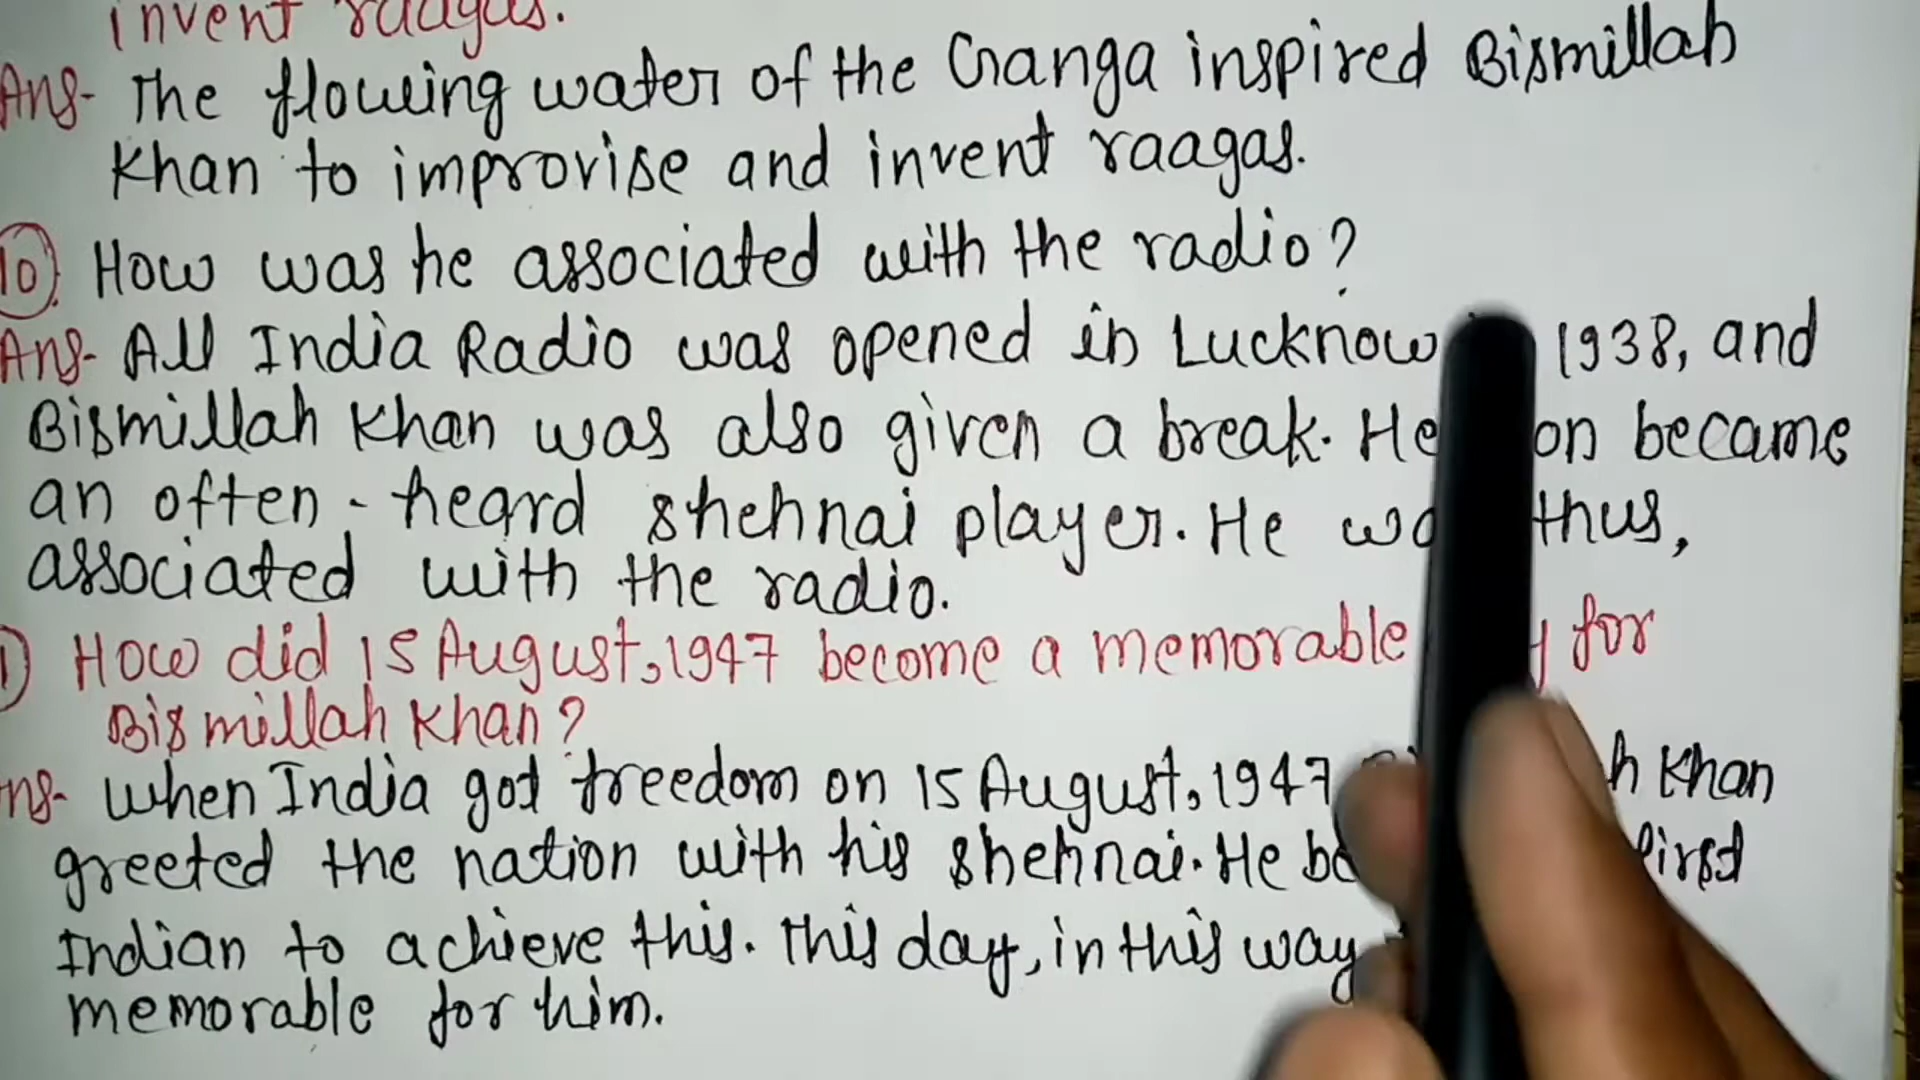 invent raagas.
Ans- The flowing water of the Ganga inspired Bismillah
Khan to improvise and invent raagas.
10). How was he associated with the radio?
Ans- All India Radio was opened in Lucknow 1938, and
Bismillah Khan was also given a break. He on became
an often-heard shehnai player. He thus,
associated with the radio.
1) How did 15 August, 1947 become a memorable for
Bismillah Khan?
ns- When India got freedom on 15 August, 1947 h Khan
greeted the nation with his shehnai. He first
Indian to achieve this. This day, in this way
memorable for him.